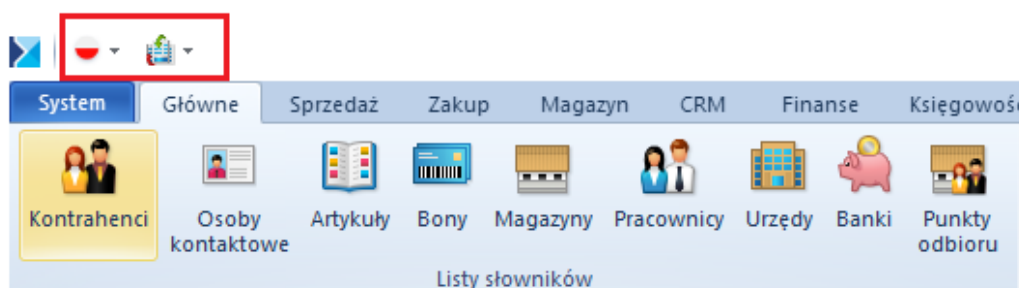 System Główne Sprzedaż Zakup Magazyn CRM Finanse
Kontrahenci Osoby kontaktowe Artykuły Bony Magazyny Pracownicy Urzędy Banki Punkty odbioru
Listy słowników